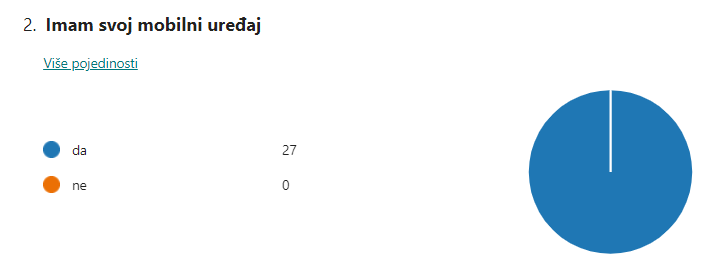 2. Imam svoj mobilni uređaj
Više pojedinosti
da 27
ne 0